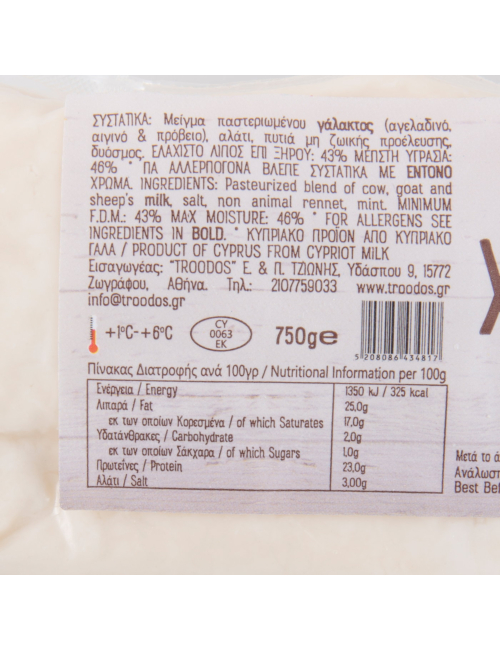 ΣΥΣΤΑΤΙΚΑ: Μείγμα παστεριωμένου γάλακτος (αγελαδινό,
αιγινό & πρόβειο), αλάτι, πυτιά μη ζωικής προέλευσης,
δυόσμος. ΕΛΑΧΙΣΤΟ ΛΙΠΟΣ ΕΠΙ ΞΗΡΟΥ: 43% ΜΕΓΙΣΤΗ ΥΓΡΑΣΙΑ:
46% * ΓΙΑ ΑΛΛΕΡΓΙΟΓΟΝΑ ΒΛΕΠΕ ΣΥΣΤΑΤΙΚΑ ΜΕ ΕΝΤΟΝΟ
ΧΡΩΜΑ. INGREDIENTS: Pasteurized blend of cow, goat and
sheep's milk, salt, non animal rennet, mint. MINIMUM
F.D.M.: 43% MAX MOISTURE: 46% * FOR ALLERGENS SEE
INGREDIENTS IN BOLD. * ΚΥΠΡΙΑΚΟ ΠΡΟΪΟΝ ΑΠΟ ΚΥΠΡΙΑΚΟ
ΓΑΛΑ / PRODUCT OF CYPRUS FROM CYPRIOT MILK
Εισαγωγέας: "TROODOS" Ε. & Π. ΤΖΙΟΝΗΣ, Υδάσπου 9, 15772
Ζωγράφου, Αθήνα. Τηλ.: 2107759033 www.troodos.gr
info@troodos.gr
+1°C-+6°C
CY
0063
EK
750g℮
5 208086 434817
Πίνακας Διατροφής ανά 100γρ / Nutritional Information per 100g
Ενέργεια / Energy 1350 kJ / 325 kcal
Λιπαρά / Fat 25,0g
εκ των οποίων Κορεσμένα / of which Saturates 17,0g
Υδατάνθρακες / Carbohydrate 2,0g
εκ των οποίων Σάκχαρα / of which Sugars 1,0g
Πρωτεΐνες / Protein 23,0g
Αλάτι / Salt 3,00g
Μετά το ά
Ανάλωσ
Best Bef